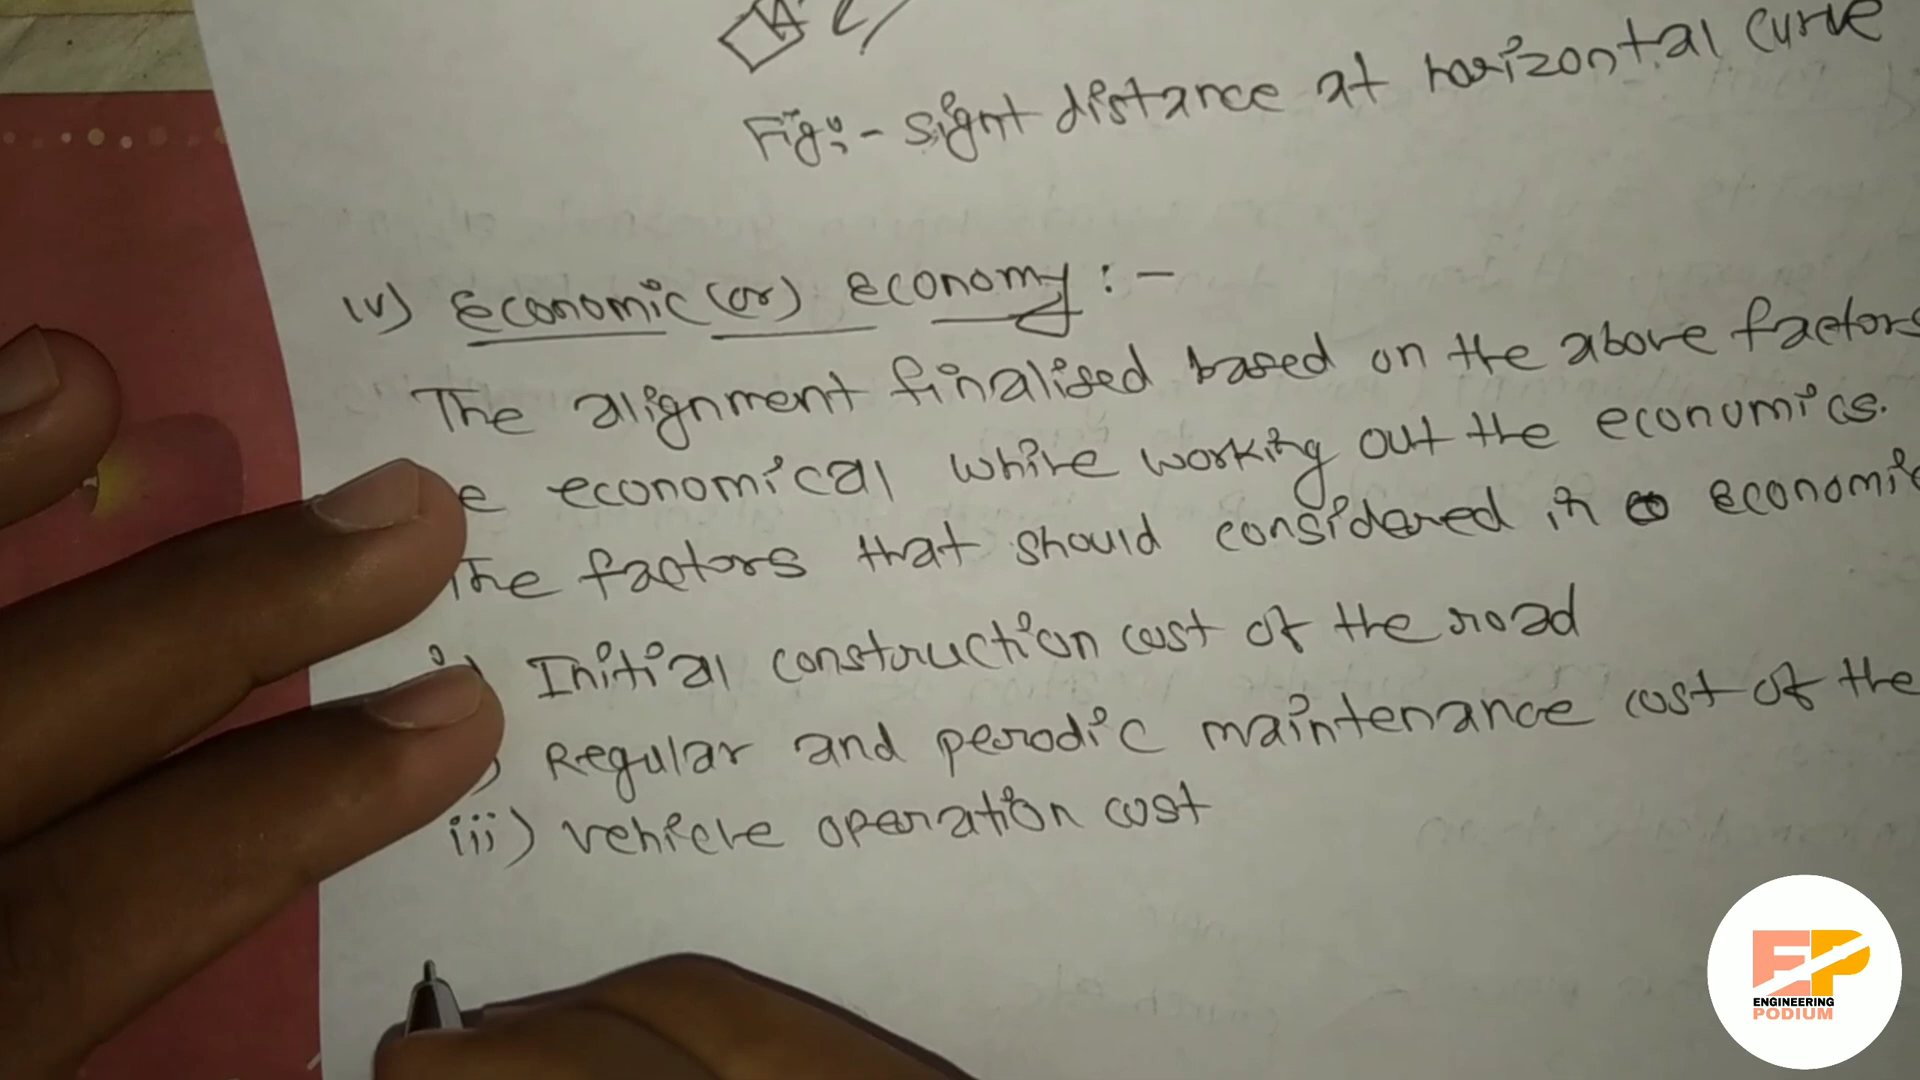 Fig:- sight distance at horizontal curve
iv) Economic (or) economy :-
The alignment finalised based on the above factors
e economical while working out the economics.
The factors that should considered in economic
i) Initial construction cost of the road
) Regular and perodic maintenance cost of the
iii) vehicle operation cost
EP
ENGINEERING
PODIUM